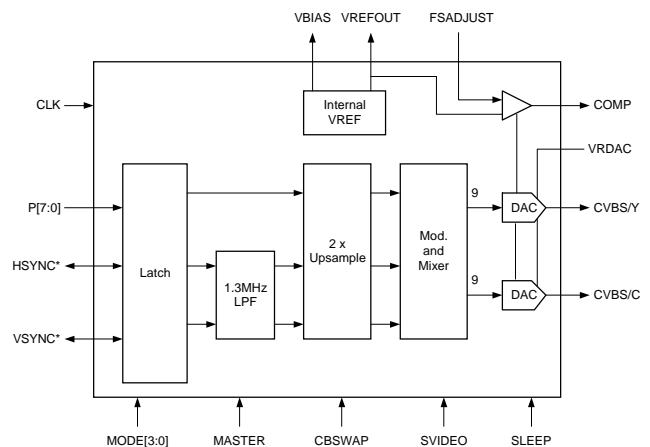 VBIAS VREFOUT FSADJUST
CLK
Internal
VREF
COMP
VRDAC
P[7:0]
9
DAC
CVBS/Y
HSYNC*
Latch
1.3MHz
LPF
2 x
Upsample
Mod.
and
Mixer
9
DAC
CVBS/C
VSYNC*
MODE[3:0] MASTER CBSWAP SVIDEO SLEEP